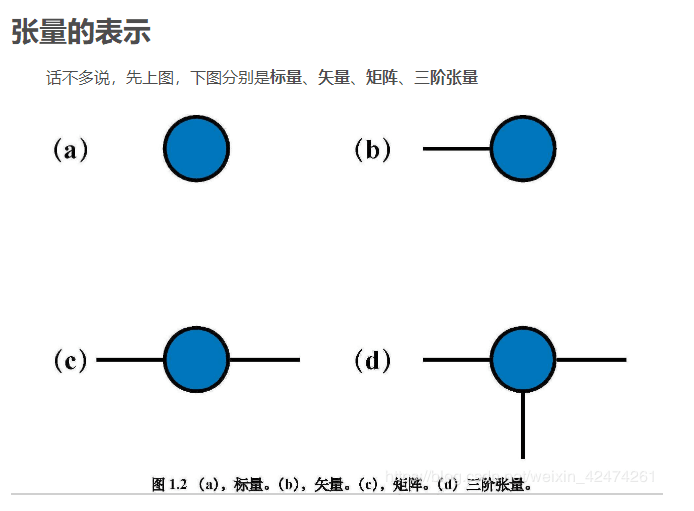 张量的表示
话不多说，先上图，下图分别是标量、矢量、矩阵、三阶张量
(a)
(b)
(c)
(d)
https://blog.csdn.net/weixin_42474261
图 1.2 （a），标量。（b），矢量。（c），矩阵。（d）三阶张量。